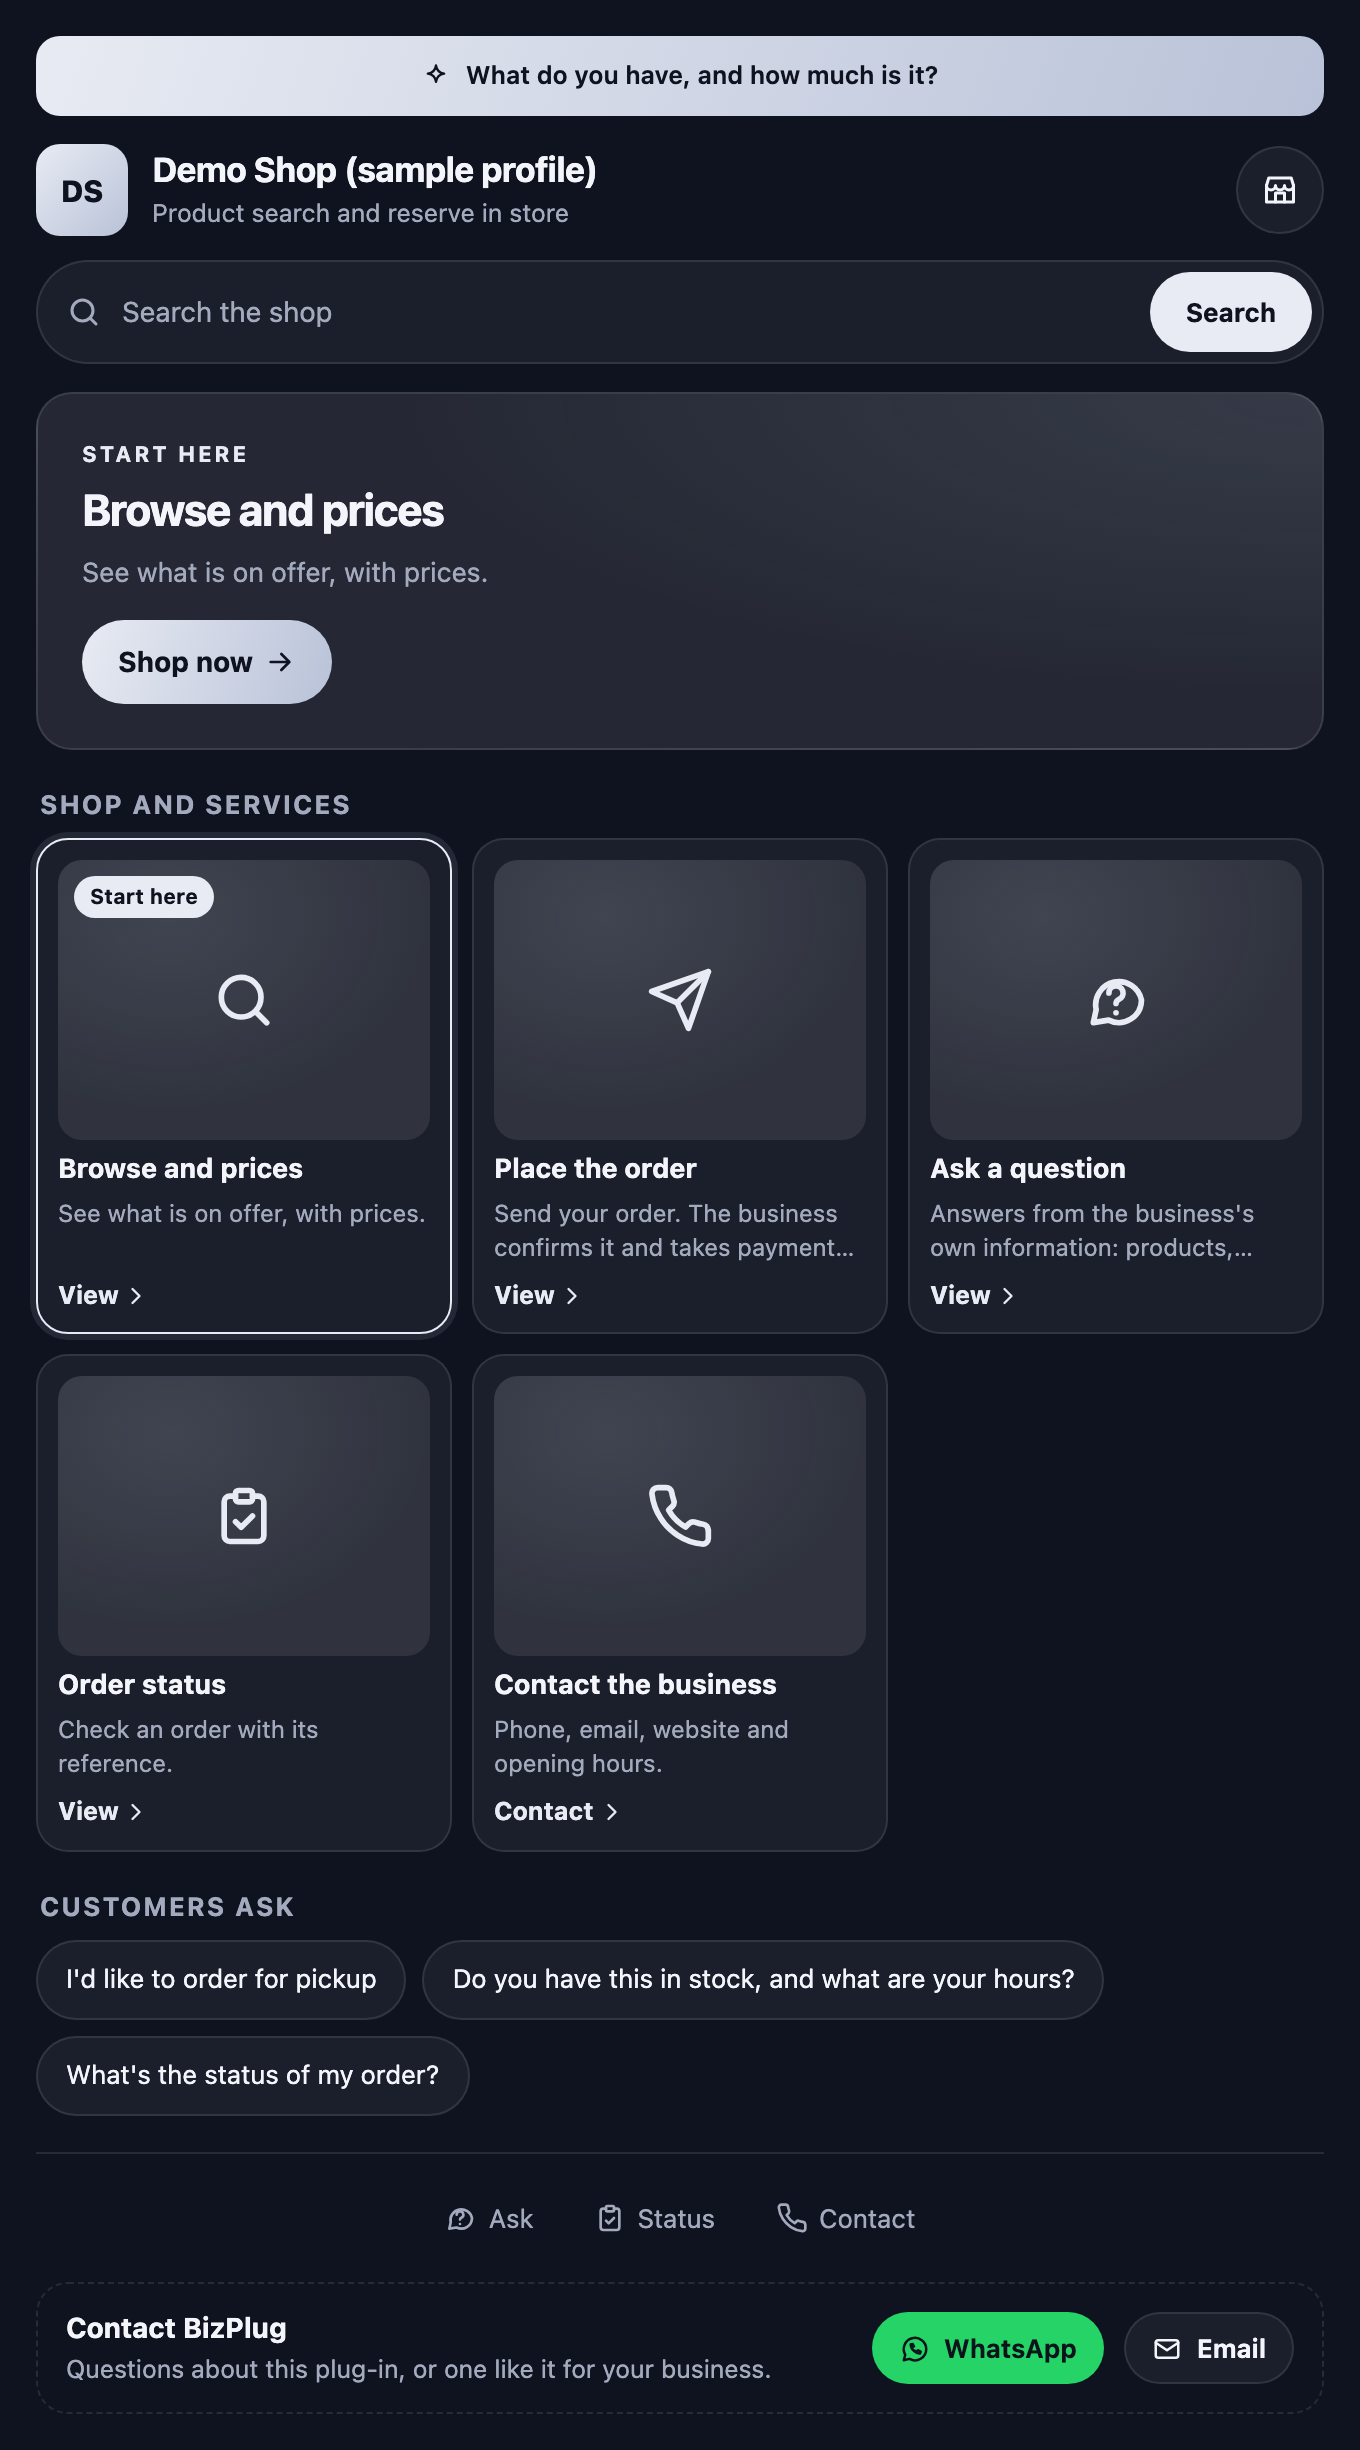 What do you have, and how much is it?
DS
Demo Shop (sample profile)
Product search and reserve in store
Search the shop
Search
START HERE
Browse and prices
See what is on offer, with prices.
Shop now
SHOP AND SERVICES
Start here
Browse and prices
See what is on offer, with prices.
View
Place the order
Send your order. The business
confirms it and takes payment...
View
Ask a question
Answers from the business's
own information: products,...
View
Order status
Check an order with its
reference.
View
Contact the business
Phone, email, website and
opening hours.
Contact
CUSTOMERS ASK
I'd like to order for pickup
Do you have this in stock, and what are your hours?
What's the status of my order?
Ask
Status
Contact
Contact BizPlug
Questions about this plug-in, or one like it for your business.
WhatsApp
Email